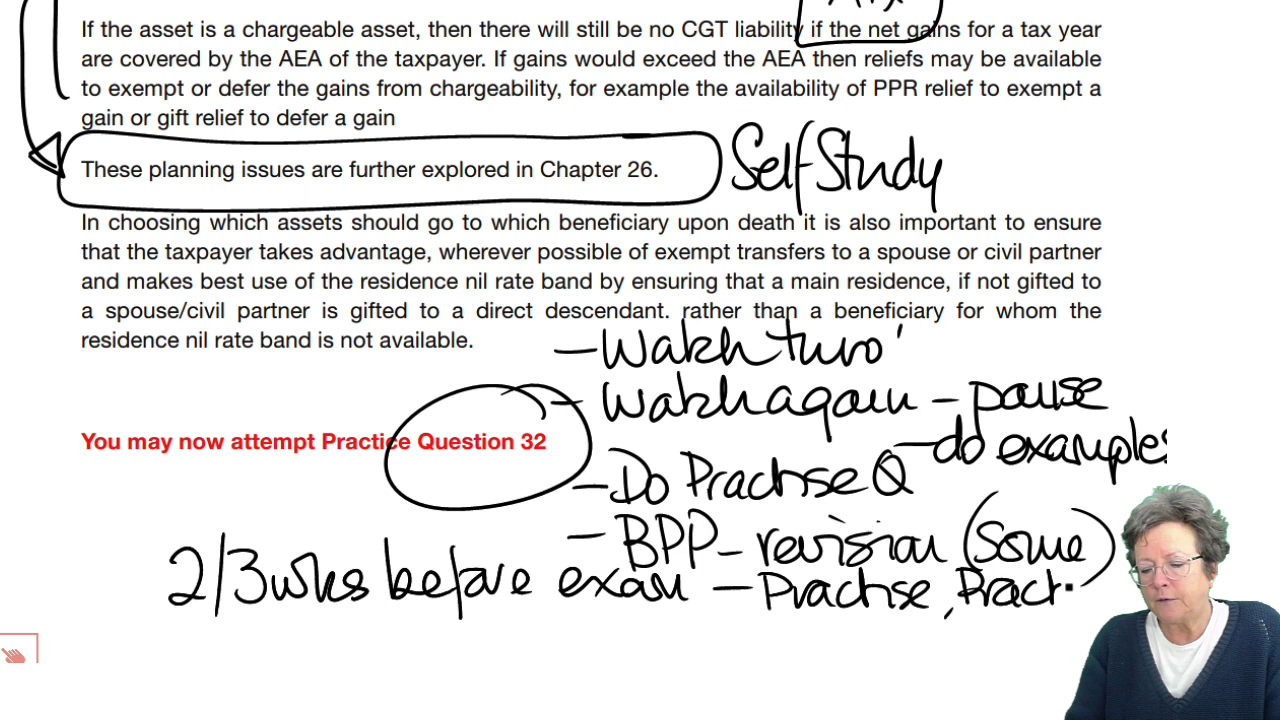 If the asset is a chargeable asset, then there will still be no CGT liability if the net gains for a tax year
are covered by the AEA of the taxpayer. If gains would exceed the AEA then reliefs may be available
to exempt or defer the gains from chargeability, for example the availability of PPR relief to exempt a
gain or gift relief to defer a gain
These planning issues are further explored in Chapter 26.
Self Study
In choosing which assets should go to which beneficiary upon death it is also important to ensure
that the taxpayer takes advantage, wherever possible of exempt transfers to a spouse or civil partner
and makes best use of the residence nil rate band by ensuring that a main residence, if not gifted to
a spouse/civil partner is gifted to a direct descendant. rather than a beneficiary for whom the
residence nil rate band is not available.
- Watch
- Watch again - pause
You may now attempt Practice Question 32
- do examples
- Do Practise Q
- BPP - revision (Some)
2/3 wks before exam - Practise, Pract